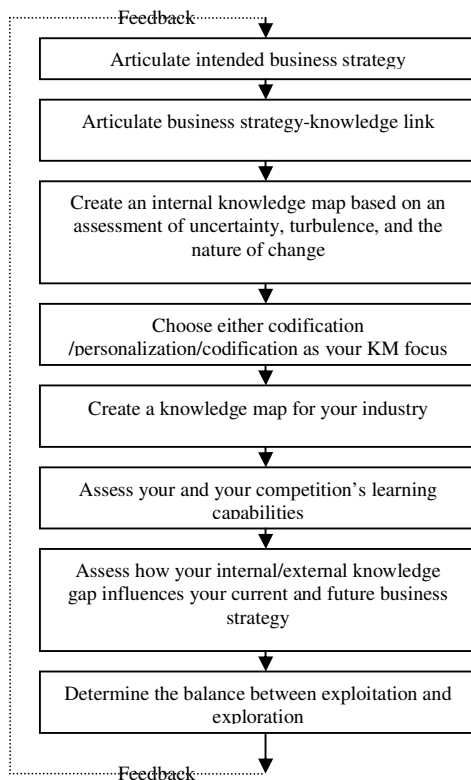 Feedback
Articulate intended business strategy
Articulate business strategy-knowledge link
Create an internal knowledge map based on an
assessment of uncertainty, turbulence, and the
nature of change
Choose either codification
/personalization/codification as your KM focus
Create a knowledge map for your industry
Assess your and your competition’s learning
capabilities
Assess how your internal/external knowledge
gap influences your current and future business
strategy
Determine the balance between exploitation and
exploration
Feedback